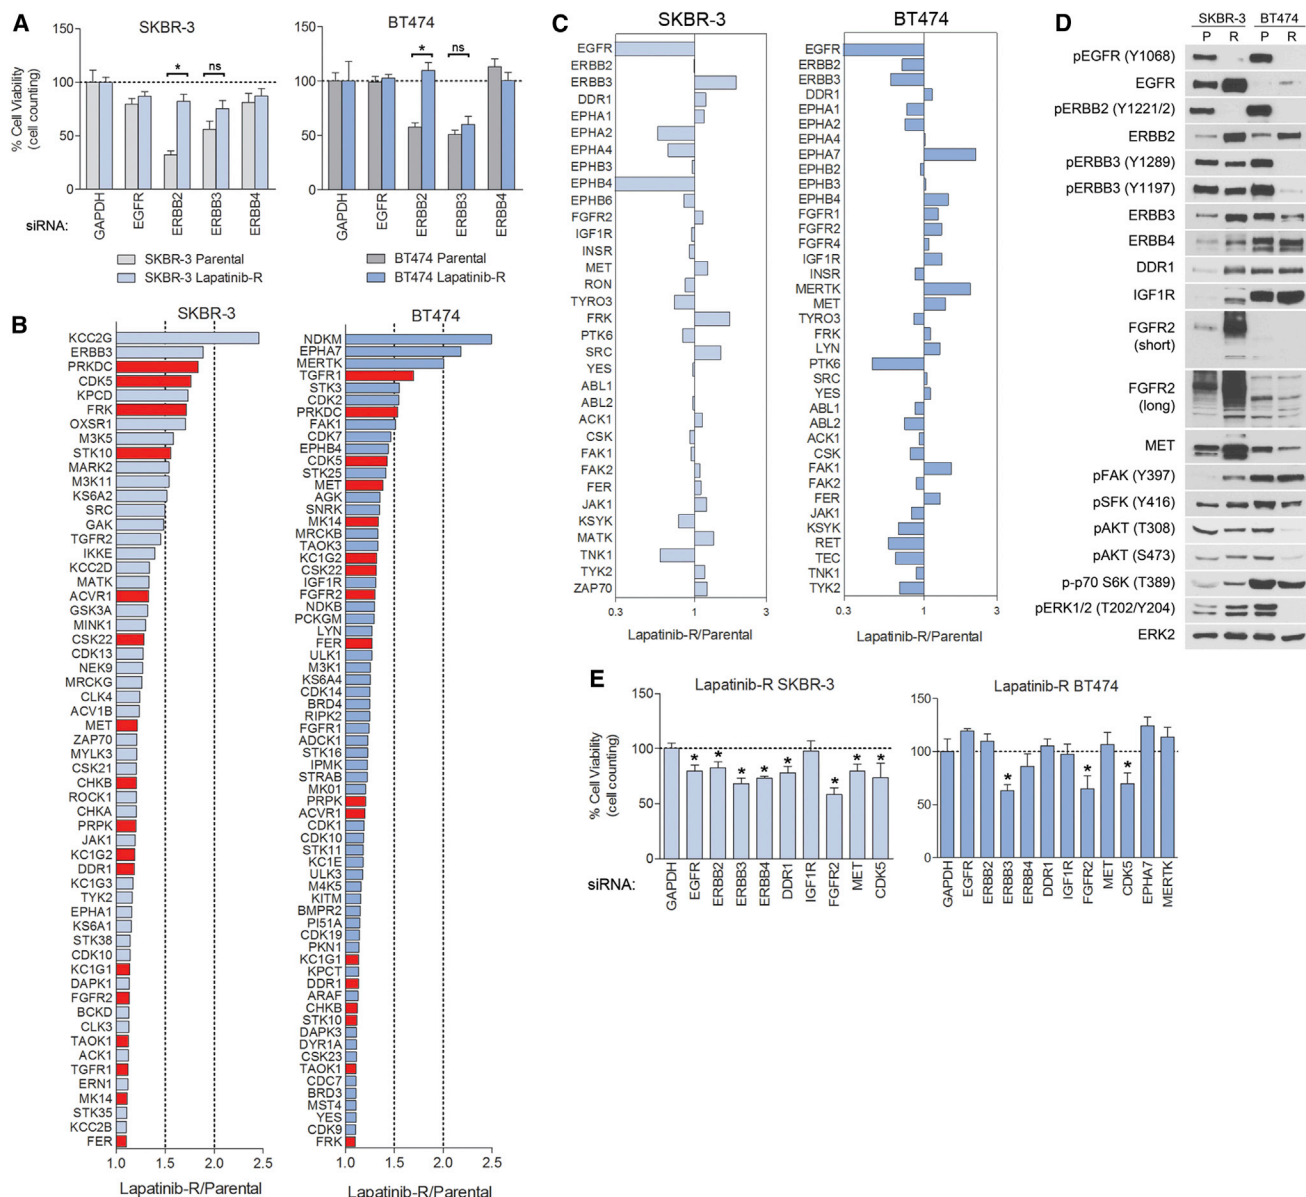 A
SKBR-3
BT474
% Cell Viability
(cell counting)
150
100
50
0
150
100
50
0
*
ns
*
ns
siRNA:
GAPDH
EGFR
ERBB2
ERBB3
ERBB4
GAPDH
EGFR
ERBB2
ERBB3
ERBB4
SKBR-3 Parental
SKBR-3 Lapatinib-R
BT474 Parental
BT474 Lapatinib-R
B
SKBR-3
KCC2G
ERBB3
PRKDC
CDK5
KPCD
FRK
OXSR1
M3K5
STK10
MARK2
M3K11
KS6A2
SRC
GAK
TGFR2
IKKE
KCC2D
MATK
ACVR1
GSK3A
MINK1
CSK22
CDK13
NEK9
MRCKG
CLK4
ACV1B
MET
ZAP70
MYLK3
CSK21
CHKB
ROCK1
CHKA
PRPK
JAK1
KC1G2
DDR1
KC1G3
TYK2
EPHA1
KS6A1
STK38
CDK10
KC1G1
DAPK1
FGFR2
BCKD
CLK3
TAOK1
ACK1
TGFR1
ERN1
MK14
STK35
KCC2B
FER
1.0 1.5 2.0 2.5
Lapatinib-R/Parental
BT474
NDKM
EPHA7
MERTK
TGFR1
STK3
CDK2
PRKDC
FAK1
CDK7
EPHB4
CDK5
STK25
MET
AGK
SNRK
MK14
MRCKB
TAOK3
KC1G2
CSK22
IGF1R
FGFR2
NDKB
PCKGM
LYN
FER
ULK1
M3K1
KS6A4
CDK14
BRD4
RIPK2
FGFR1
ADCK1
STK16
IPMK
STRAB
MK01
PRPK
ACVR1
CDK1
CDK10
STK11
KC1E
ULK3
M4K5
KITM
BMPR2
PI51A
CDK19
PKN1
KC1G1
KPCT
DDR1
ARAF
CHKB
STK10
DAPK3
DYR1A
CSK23
TAOK1
CDC7
BRD3
MST4
YES
CDK9
FRK
1.0 1.5 2.0 2.5
Lapatinib-R/Parental
C
SKBR-3
EGFR
ERBB2
ERBB3
DDR1
EPHA1
EPHA2
EPHA4
EPHB3
EPHB4
EPHB6
FGFR2
IGF1R
INSR
MET
RON
TYRO3
FRK
PTK6
SRC
YES
ABL1
ABL2
ACK1
CSK
FAK1
FAK2
FER
JAK1
KSYK
MATK
TNK1
TYK2
ZAP70
0.3 1 3
Lapatinib-R/Parental
BT474
EGFR
ERBB2
ERBB3
DDR1
EPHA1
EPHA2
EPHA4
EPHA7
EPHB2
EPHB3
EPHB4
FGFR1
FGFR2
FGFR4
IGF1R
INSR
MERTK
MET
TYRO3
FRK
LYN
PTK6
SRC
YES
ABL1
ABL2
ACK1
CSK
FAK1
FAK2
FER
JAK1
KSYK
RET
TEC
TNK1
TYK2
0.3 1 3
Lapatinib-R/Parental
D
SKBR-3 BT474
P R P R
pEGFR (Y1068)
EGFR
pERBB2 (Y1221/2)
ERBB2
pERBB3 (Y1289)
pERBB3 (Y1197)
ERBB3
ERBB4
DDR1
IGF1R
FGFR2
(short)
FGFR2
(long)
MET
pFAK (Y397)
pSFK (Y416)
pAKT (T308)
pAKT (S473)
p-p70 S6K (T389)
pERK1/2 (T202/Y204)
ERK2
E
Lapatinib-R SKBR-3
% Cell Viability
(cell counting)
150
100
50
0
* * * * * * * *
siRNA:
GAPDH
EGFR
ERBB2
ERBB3
ERBB4
DDR1
IGF1R
FGFR2
MET
CDK5
Lapatinib-R BT474
150
100
50
0
* * *
GAPDH
EGFR
ERBB2
ERBB3
ERBB4
DDR1
IGF1R
FGFR2
MET
CDK5
EPHA7
MERTK